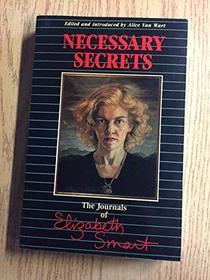 Edited and introduced by Alice Van Wart
NECESSARY
SECRETS
The Journals
of
Elizabeth
Smart